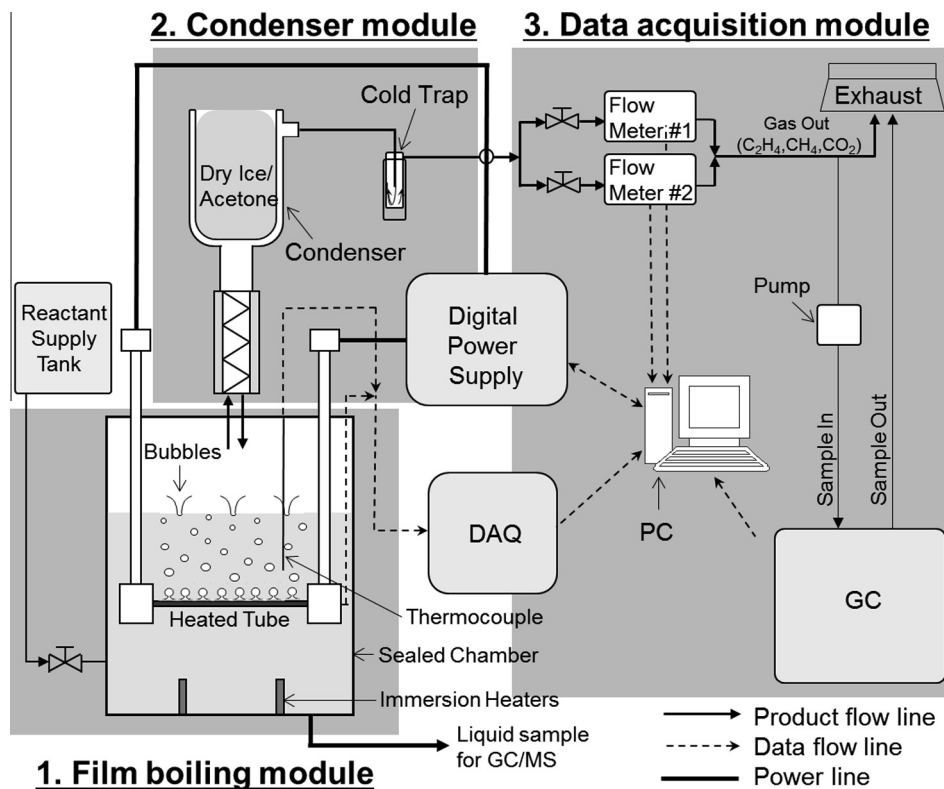 2. Condenser module
3. Data acquisition module
Cold Trap
Dry Ice/
Acetone
Condenser
Flow
Meter #1
Flow
Meter #2
Gas Out
(C₂H₄,CH₄,CO₂)
Exhaust
Reactant
Supply
Tank
Digital
Power
Supply
Pump
Sample In
Sample Out
Bubbles
DAQ
PC
GC
Heated Tube
Thermocouple
Sealed Chamber
Immersion Heaters
Liquid sample
for GC/MS
Product flow line
Data flow line
Power line
1. Film boiling module